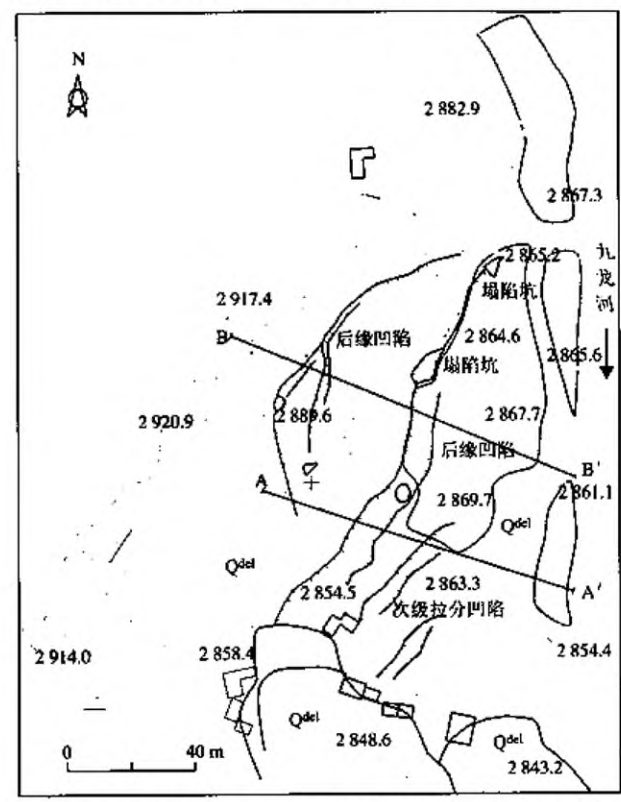 N
2 882.9
2 867.3
2 865.2
九龙河
塌陷坑
2 917.4
B
后缘凹陷
2 864.6
2 865.6
塌陷坑
2 889.6
2 867.7
2 920.9
后缘凹陷
B'
A
2 861.1
2 869.7
Qdel
Qdel
2 854.5
2 863.3
A'
次级拉分凹陷
2 914.0
2 858.4
2 854.4
Qdel
2 848.6
Qdel
2 843.2
0
40 m